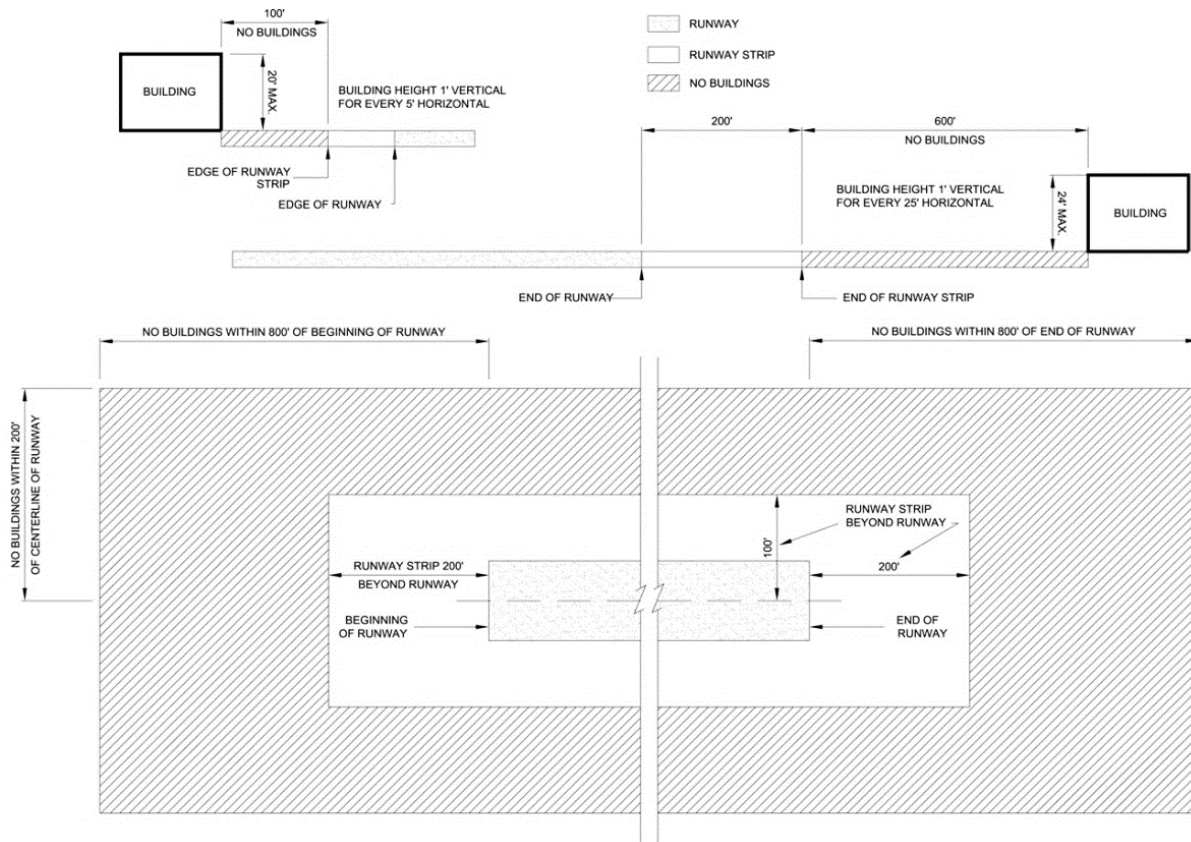 100'
NO BUILDINGS
BUILDING
20' MAX.
BUILDING HEIGHT 1' VERTICAL
FOR EVERY 5' HORIZONTAL
EDGE OF RUNWAY
STRIP
EDGE OF RUNWAY
RUNWAY
RUNWAY STRIP
NO BUILDINGS
200'
600'
NO BUILDINGS
BUILDING HEIGHT 1' VERTICAL
FOR EVERY 25' HORIZONTAL
24' MAX.
BUILDING
END OF RUNWAY
END OF RUNWAY STRIP
NO BUILDINGS WITHIN 800' OF BEGINNING OF RUNWAY
NO BUILDINGS WITHIN 800' OF END OF RUNWAY
NO BUILDINGS WITHIN 200'
OF CENTERLINE OF RUNWAY
RUNWAY STRIP
BEYOND RUNWAY
100'
200'
RUNWAY STRIP 200'
BEYOND RUNWAY
BEGINNING
OF RUNWAY
END OF
RUNWAY